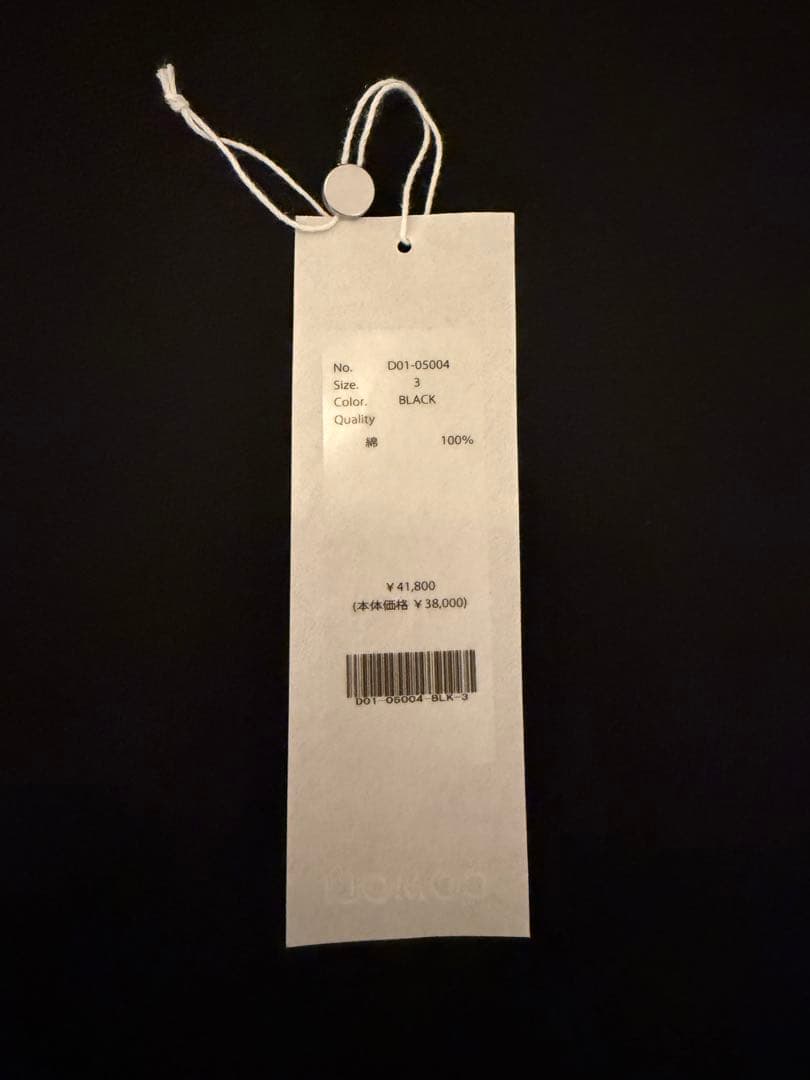 No. D01-05004
Size. 3
Color. BLACK
Quality
綿 100%
¥41,800
(本体価格 ¥38,000)
D01-05004-BLK-3